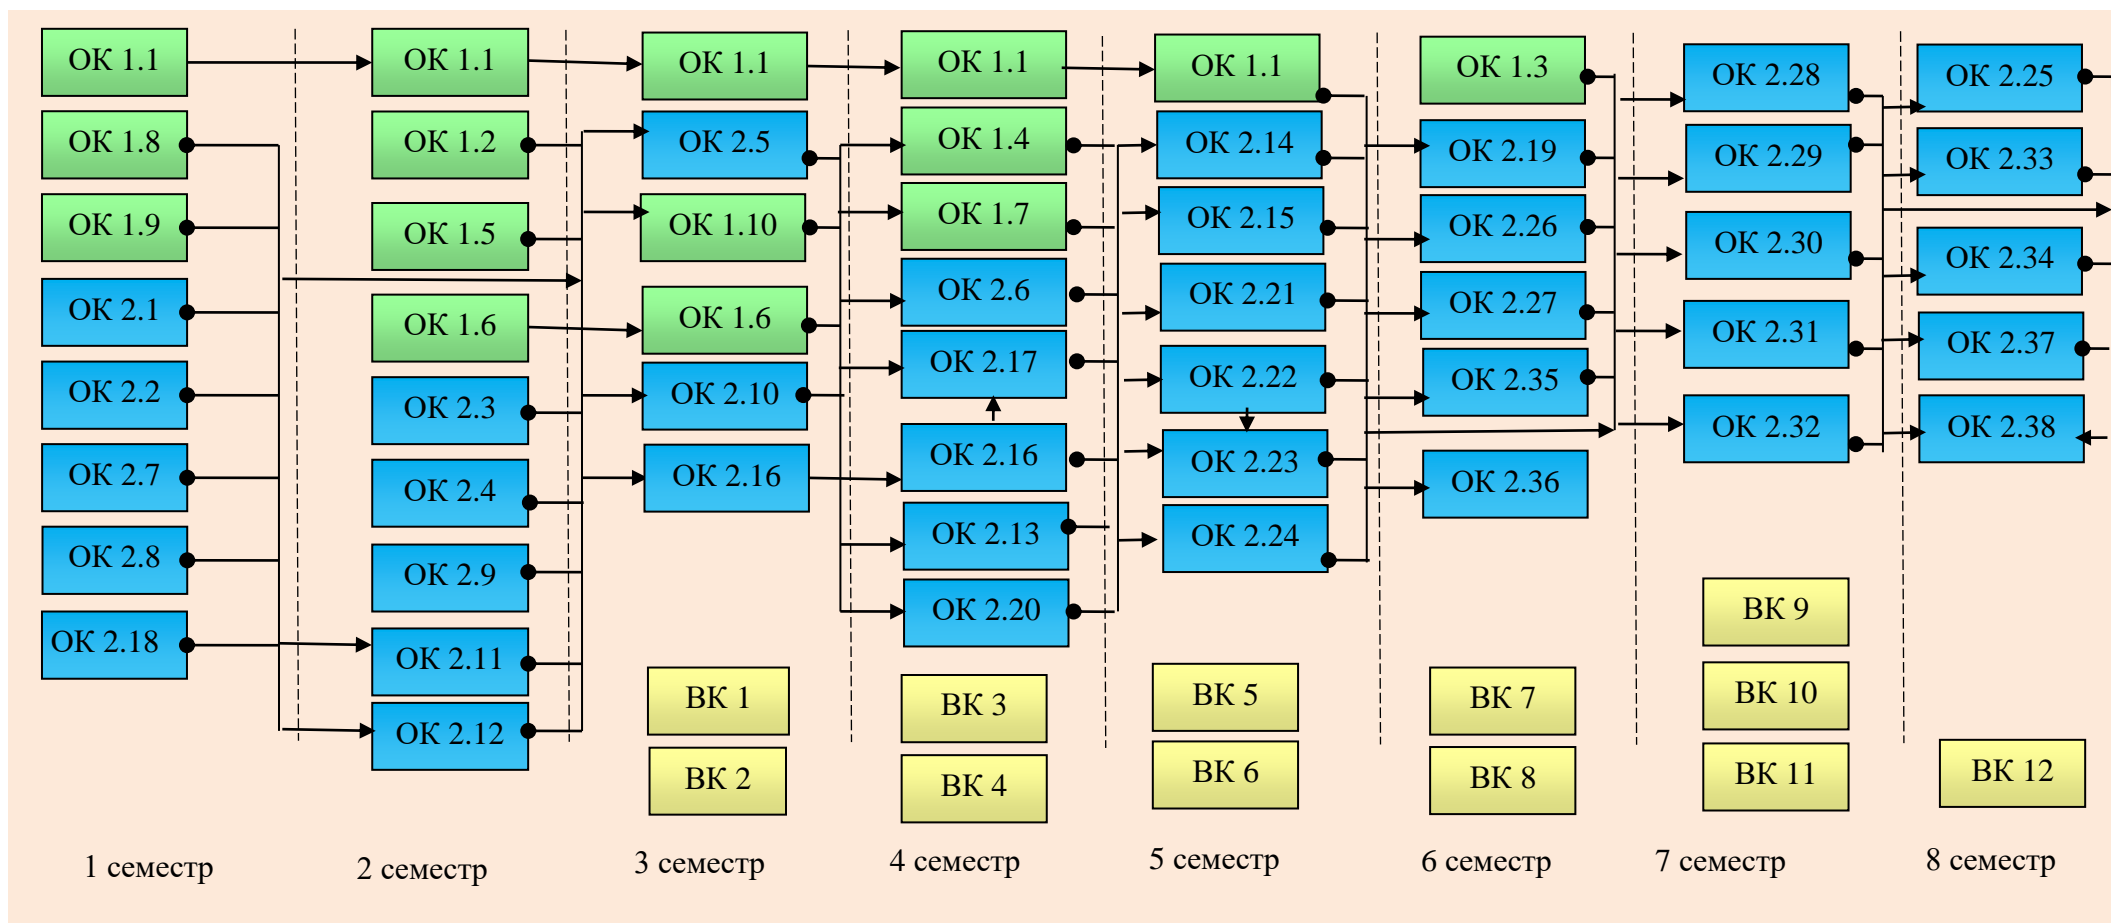 ОК 1.1
ОК 1.8
ОК 1.9
ОК 2.1
ОК 2.2
ОК 2.7
ОК 2.8
ОК 2.18
1 семестр
ОК 1.1
ОК 1.2
ОК 1.5
ОК 1.6
ОК 2.3
ОК 2.4
ОК 2.9
ОК 2.11
ОК 2.12
2 семестр
ОК 1.1
ОК 2.5
ОК 1.10
ОК 1.6
ОК 2.10
ОК 2.16
ВК 1
ВК 2
3 семестр
ОК 1.1
ОК 1.4
ОК 1.7
ОК 2.6
ОК 2.17
ОК 2.16
ОК 2.13
ОК 2.20
ВК 3
ВК 4
4 семестр
ОК 1.1
ОК 2.14
ОК 2.15
ОК 2.21
ОК 2.22
ОК 2.23
ОК 2.24
ВК 5
ВК 6
5 семестр
ОК 1.3
ОК 2.19
ОК 2.26
ОК 2.27
ОК 2.35
ОК 2.36
ВК 7
ВК 8
6 семестр
ОК 2.28
ОК 2.29
ОК 2.30
ОК 2.31
ОК 2.32
ВК 9
ВК 10
ВК 11
7 семестр
ОК 2.25
ОК 2.33
ОК 2.34
ОК 2.37
ОК 2.38
ВК 12
8 семестр